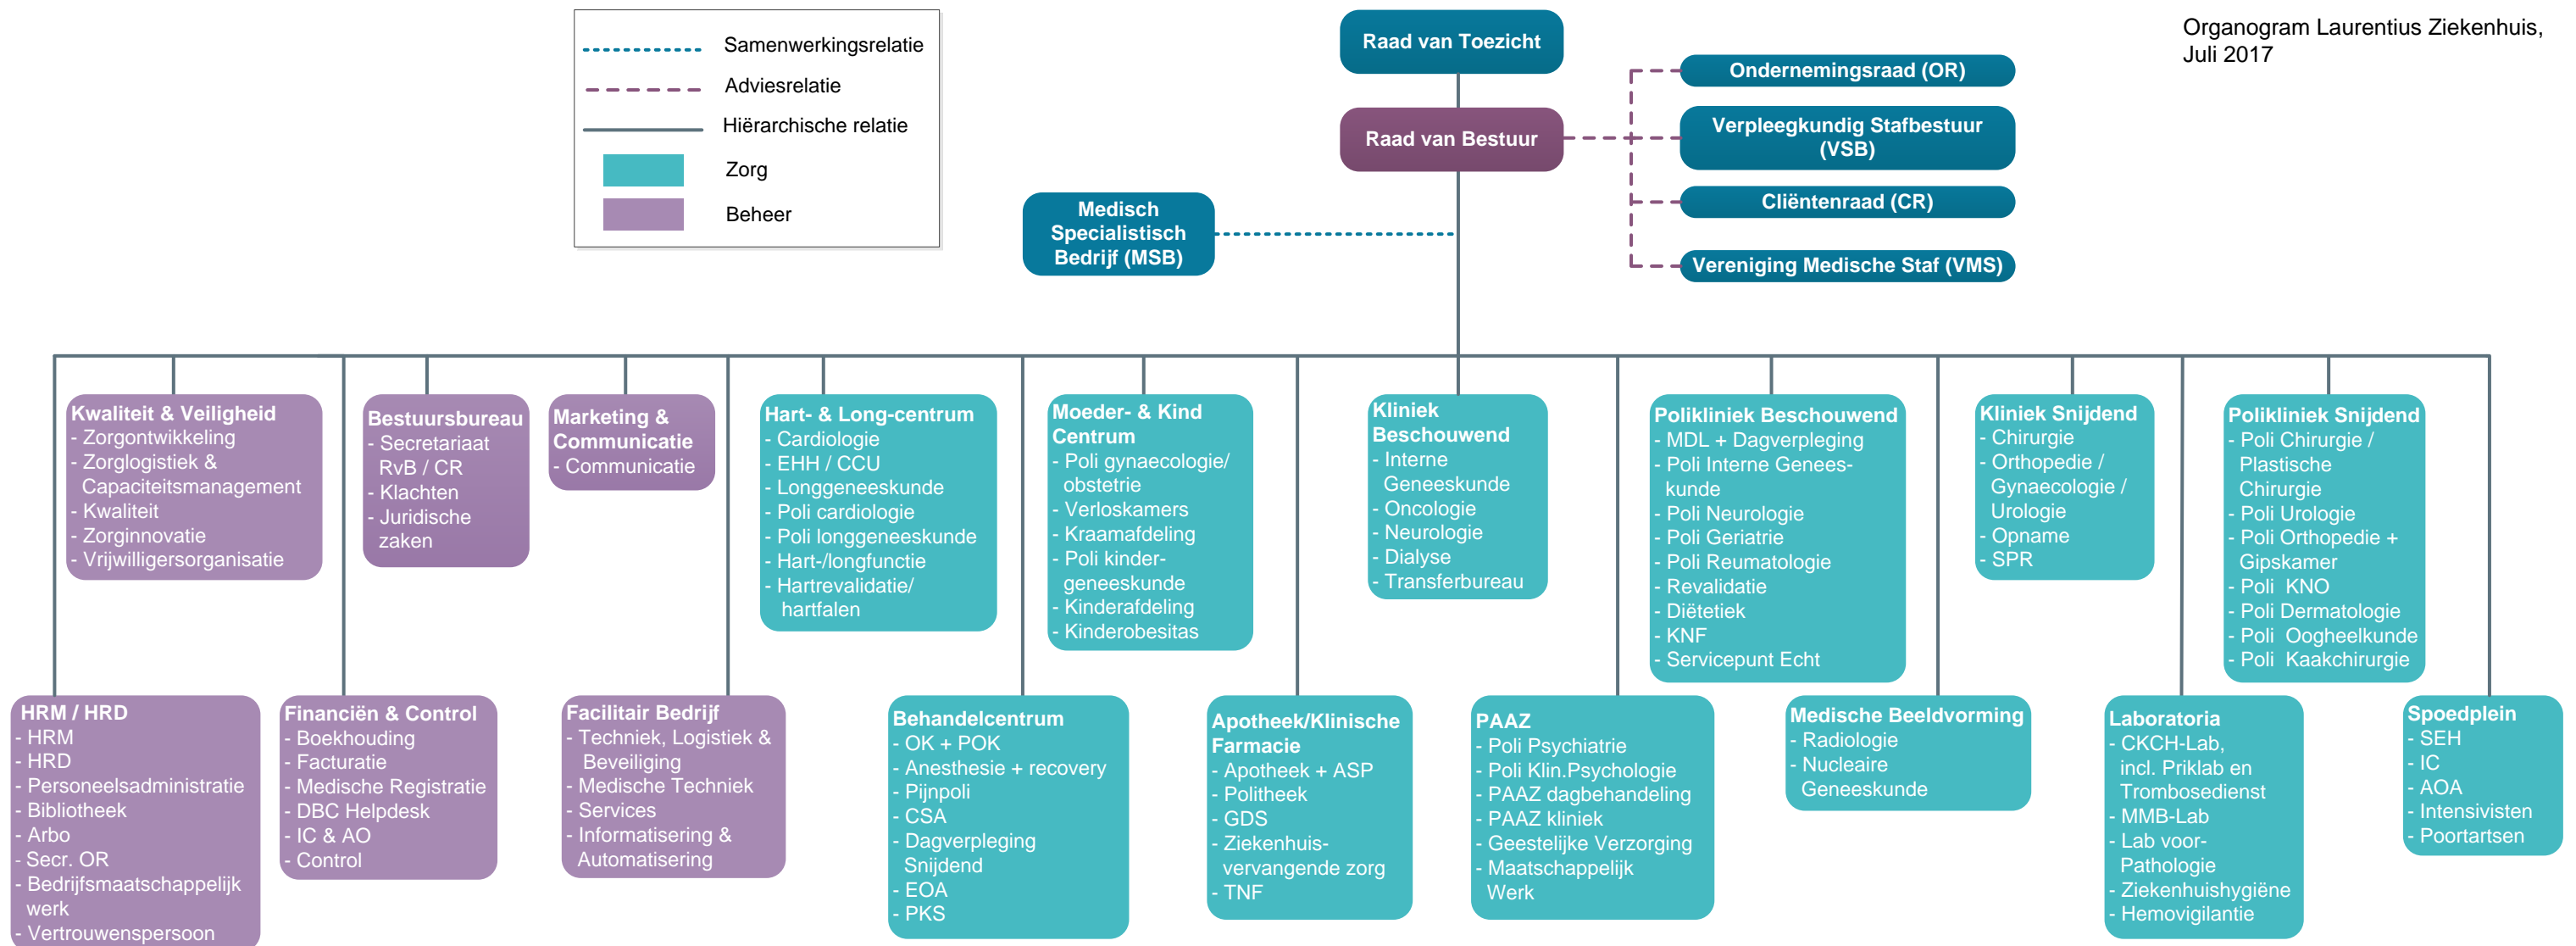 Organogram Laurentius Ziekenhuis,
Juli 2017
Samenwerkingsrelatie
Adviesrelatie
Hiërarchische relatie
Zorg
Beheer
Raad van Toezicht
Raad van Bestuur
Ondernemingsraad (OR)
Verpleegkundig Stafbestuur
(VSB)
Cliëntenraad (CR)
Vereniging Medische Staf (VMS)
Medisch
Specialistisch
Bedrijf (MSB)
Kwaliteit & Veiligheid
- Zorgontwikkeling
- Zorglogistiek &
Capaciteitsmanagement
- Kwaliteit
- Zorginnovatie
- Vrijwilligersorganisatie
Bestuursbureau
- Secretariaat
RvB / CR
- Klachten
- Juridische
zaken
Marketing &
Communicatie
- Communicatie
Hart- & Long-centrum
- Cardiologie
- EHH / CCU
- Longgeneeskunde
- Poli cardiologie
- Poli longgeneeskunde
- Hart-/longfunctie
- Hartrevalidatie/
hartfalen
Moeder- & Kind
Centrum
- Poli gynaecologie/
obstetrie
- Verloskamers
- Kraamafdeling
- Poli kinder-
geneeskunde
- Kinderafdeling
- Kinderobesitas
Kliniek
Beschouwend
- Interne
Geneeskunde
- Oncologie
- Neurologie
- Dialyse
- Transferbureau
Polikliniek Beschouwend
- MDL + Dagverpleging
- Poli Interne Genees-
kunde
- Poli Neurologie
- Poli Geriatrie
- Poli Reumatologie
- Revalidatie
- Diëtetiek
- KNF
- Servicepunt Echt
Kliniek Snijdend
- Chirurgie
- Orthopedie /
Gynaecologie /
Urologie
- Opname
- SPR
Polikliniek Snijdend
- Poli Chirurgie /
Plastische
Chirurgie
- Poli Urologie
- Poli Orthopedie +
Gipskamer
- Poli KNO
- Poli Dermatologie
- Poli Oogheelkunde
- Poli Kaakchirurgie
HRM / HRD
- HRM
- HRD
- Personeelsadministratie
- Bibliotheek
- Arbo
- Secr. OR
- Bedrijfsmaatschappelijk
werk
- Vertrouwenspersoon
Financiën & Control
- Boekhouding
- Facturatie
- Medische Registratie
- DBC Helpdesk
- IC & AO
- Control
Facilitair Bedrijf
- Techniek, Logistiek &
Beveiliging
- Medische Techniek
- Services
- Informatisering &
Automatisering
Behandelcentrum
- OK + POK
- Anesthesie + recovery
- Pijnpoli
- CSA
- Dagverpleging
Snijdend
- EOA
- PKS
Apotheek/Klinische
Farmacie
- Apotheek + ASP
- Politheek
- GDS
- Ziekenhuis-
vervangende zorg
- TNF
PAAZ
- Poli Psychiatrie
- Poli Klin.Psychologie
- PAAZ dagbehandeling
- PAAZ kliniek
- Geestelijke Verzorging
- Maatschappelijk
Werk
Medische Beeldvorming
- Radiologie
- Nucleaire
Geneeskunde
Laboratoria
- CKCH-Lab,
incl. Priklab en
Trombosedienst
- MMB-Lab
- Lab voor-
Pathologie
- Ziekenhuishygiëne
- Hemovigilantie
Spoedplein
- SEH
- IC
- AOA
- Intensivisten
- Poortartsen